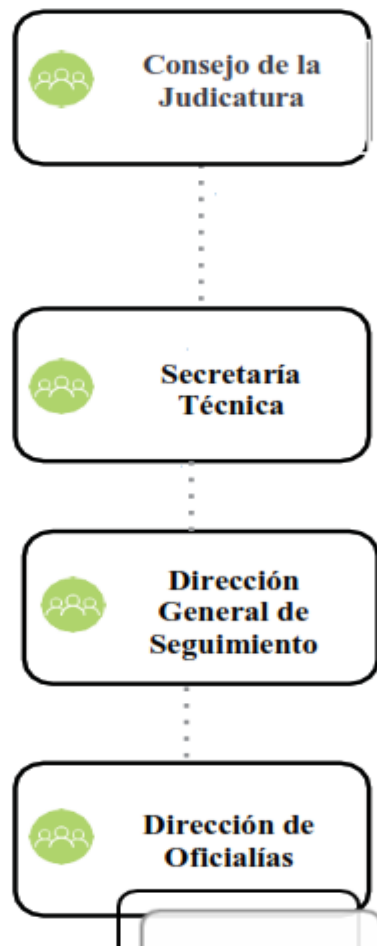 Consejo de la
Judicatura
Secretaría
Técnica
Dirección
General de
Seguimiento
Dirección de
Oficialías